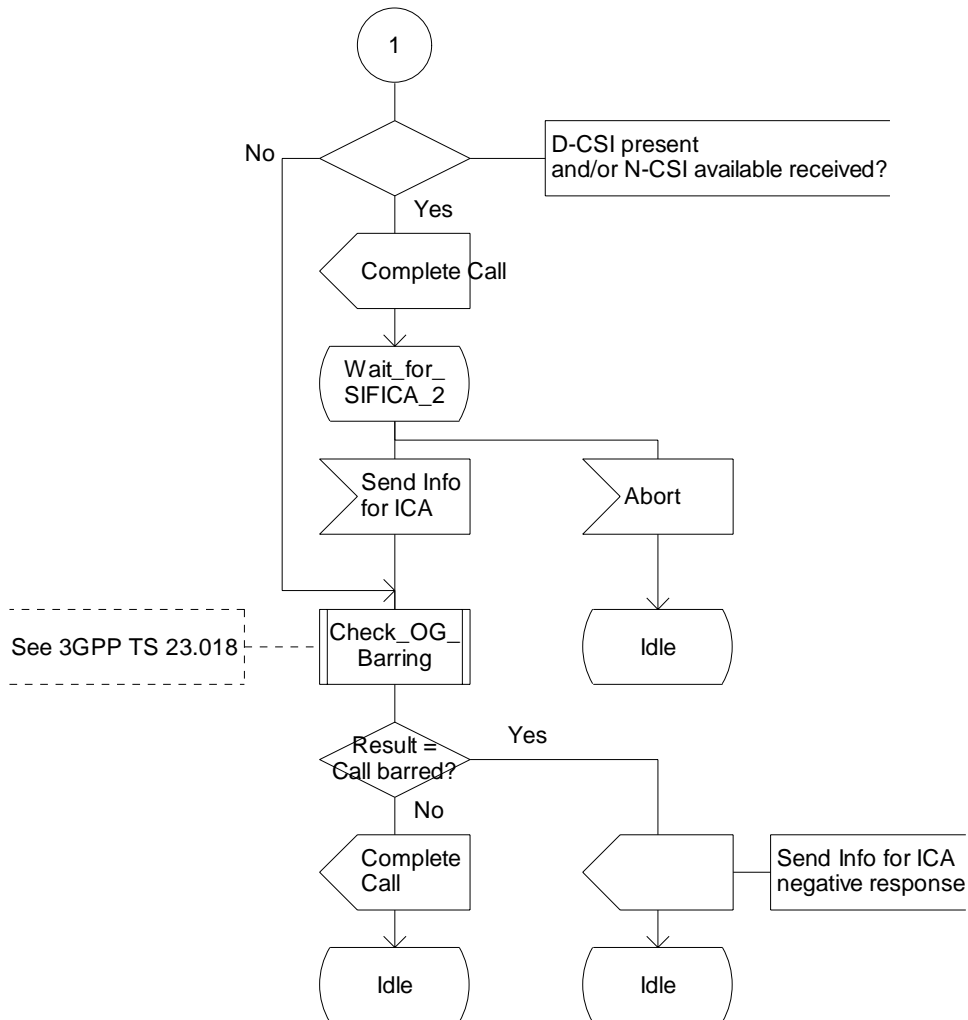 1
No
D-CSI present
and/or N-CSI available received?
Yes
Complete Call
Wait_for_
SIFICA_2
Send Info
for ICA
Abort
See 3GPP TS 23.018
Check_OG_
Barring
Idle
Result =
Call barred?
Yes
No
Complete
Call
Send Info for ICA
negative response
Idle
Idle